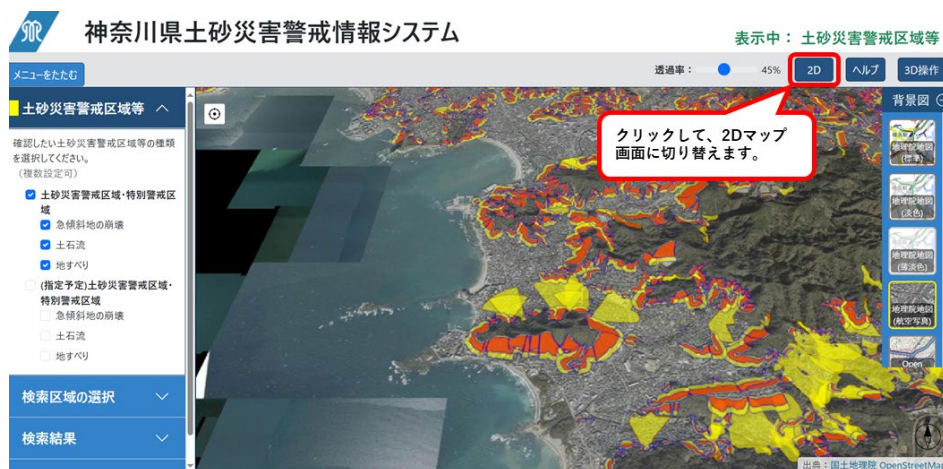 神奈川県土砂災害警戒情報システム
表示中： 土砂災害警戒区域等
メニューをたたむ
透過率：
45%
2D
ヘルプ
3D操作
土砂災害警戒区域等
確認したい土砂災害警戒区域等の種類
を選択してください。
（複数設定可）
土砂災害警戒区域･特別警戒区
域
急傾斜地の崩壊
土石流
地すべり
(指定予定)土砂災害警戒区域･
特別警戒区域
急傾斜地の崩壊
土石流
地すべり
検索区域の選択
検索結果
クリックして、2Dマップ
画面に切り替えます。
背景図
地理院地図
(標準)
地理院地図
(淡色)
地理院地図
(薄淡色)
地理院地図
(航空写真)
Open
出典：国土地理院 OpenStreetMa